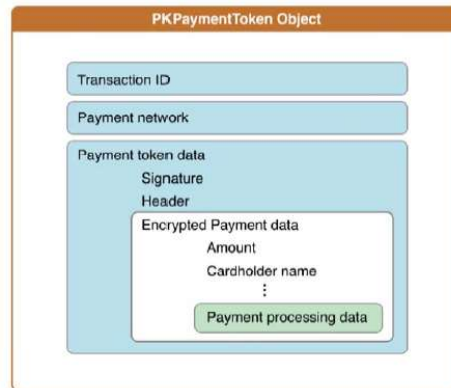 PKPaymentToken Object
Transaction ID
Payment network
Payment token data
Signature
Header
Encrypted Payment data
Amount
Cardholder name
⋮
Payment processing data